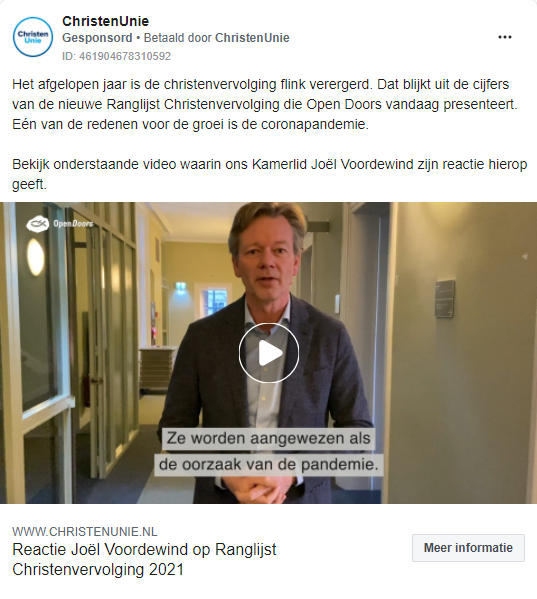 ChristenUnie
Christen
Unie
Gesponsord • Betaald door ChristenUnie
ID: 461904678310592
Het afgelopen jaar is de christenvervolging flink verergerd. Dat blijkt uit de cijfers
van de nieuwe Ranglijst Christenvervolging die Open Doors vandaag presenteert.
Eén van de redenen voor de groei is de coronapandemie.
Bekijk onderstaande video waarin ons Kamerlid Joël Voordewind zijn reactie hierop
geeft.
OpenDoors
Ze worden aangewezen als
de oorzaak van de pandemie.
WWW.CHRISTENUNIE.NL
Reactie Joël Voordewind op Ranglijst
Christenvervolging 2021
Meer informatie